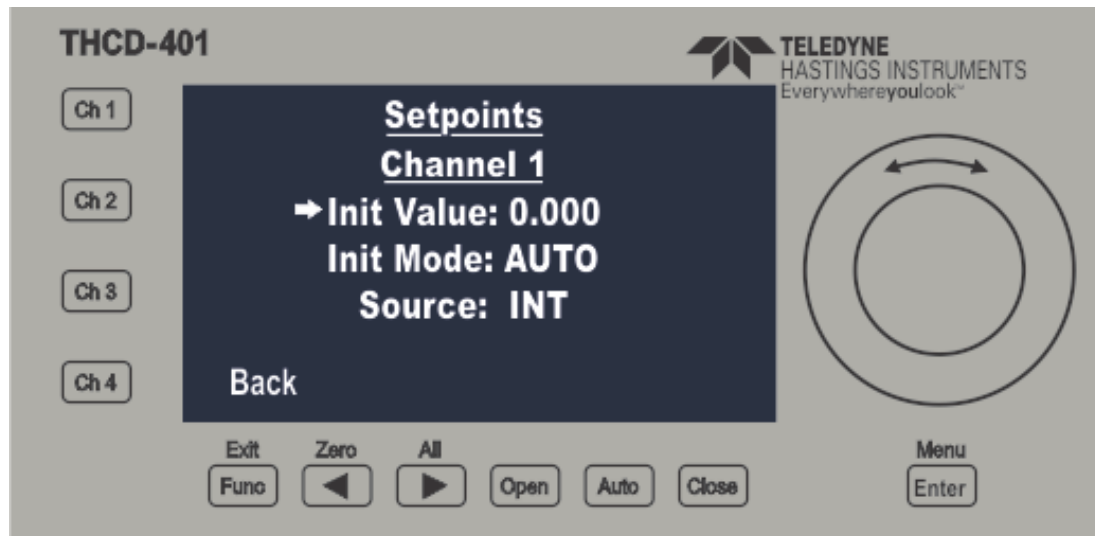 THCD-401
TELEDYNE
HASTINGS INSTRUMENTS
Everywhereyoulook™
Ch 1
Ch 2
Ch 3
Ch 4
Setpoints
Channel 1
➡Init Value: 0.000
Init Mode: AUTO
Source: INT
Back
Exit Zero All Menu
Func ◀ ▶ Open Auto Close Enter